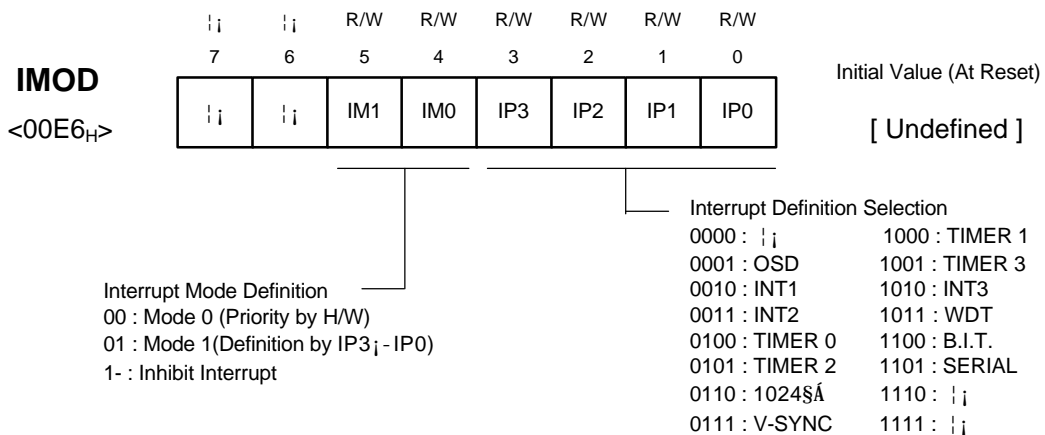 ¦¡ ¦¡ R/W R/W R/W R/W R/W R/W
7 6 5 4 3 2 1 0
IMOD
Initial Value (At Reset)
<00E6H>
¦¡ ¦¡ IM1 IM0 IP3 IP2 IP1 IP0
[ Undefined ]
Interrupt Mode Definition
00 : Mode 0 (Priority by H/W)
01 : Mode 1(Definition by IP3¡-IP0)
1- : Inhibit Interrupt
Interrupt Definition Selection
0000 : ¦¡ 1000 : TIMER 1
0001 : OSD 1001 : TIMER 3
0010 : INT1 1010 : INT3
0011 : INT2 1011 : WDT
0100 : TIMER 0 1100 : B.I.T.
0101 : TIMER 2 1101 : SERIAL
0110 : 1024§Á 1110 : ¦¡
0111 : V-SYNC 1111 : ¦¡